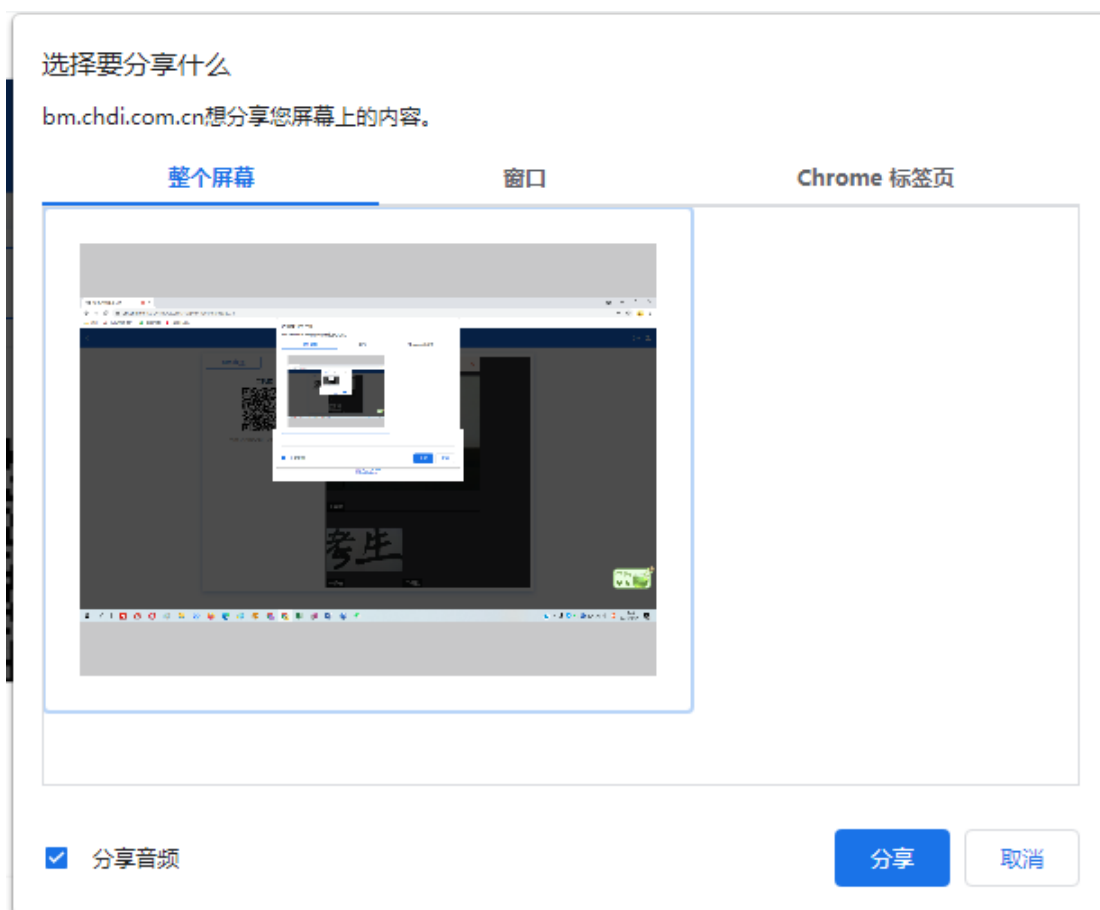 选择要分享什么
bm.chdi.com.cn想分享您屏幕上的内容。
整个屏幕
窗口
Chrome 标签页
考生
分享音频
分享
取消